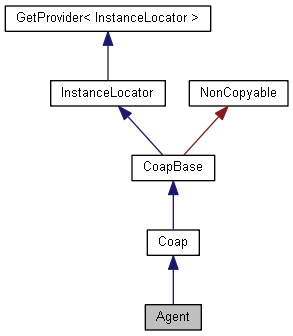 GetProvider< InstanceLocator >
InstanceLocator
NonCopyable
CoapBase
Coap
Agent